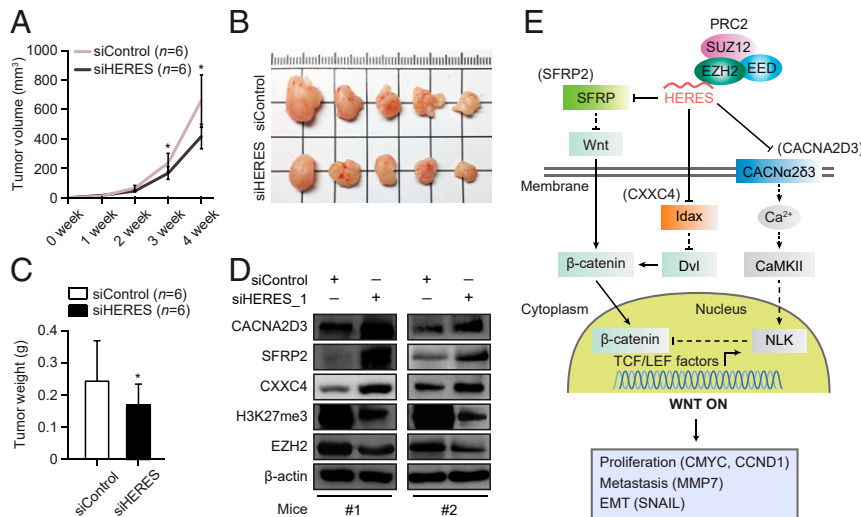 A
siControl (n=6)
siHERES (n=6)
Tumor volume (mm³)
1000
800
600
400
200
0
*
*
0 week
1 week
2 week
3 week
4 week
B
siControl
siHERES
C
siControl (n=6)
siHERES (n=6)
Tumor weight (g)
0.4
0.3
0.2
0.1
0
*
siControl
siHERES
D
siControl + – + –
siHERES_1 – + – +
CACNA2D3
SFRP2
CXXC4
H3K27me3
EZH2
β-actin
Mice #1 #2
E
PRC2
SUZ12
EZH2
EED
HERES
(SFRP2)
SFRP
Wnt
(CACNA2D3)
CACNα2δ3
Membrane
(CXXC4)
Idax
Ca²⁺
β-catenin
Dvl
CaMKII
Cytoplasm
Nucleus
β-catenin
NLK
TCF/LEF factors
WNT ON
Proliferation (CMYC, CCND1)
Metastasis (MMP7)
EMT (SNAIL)